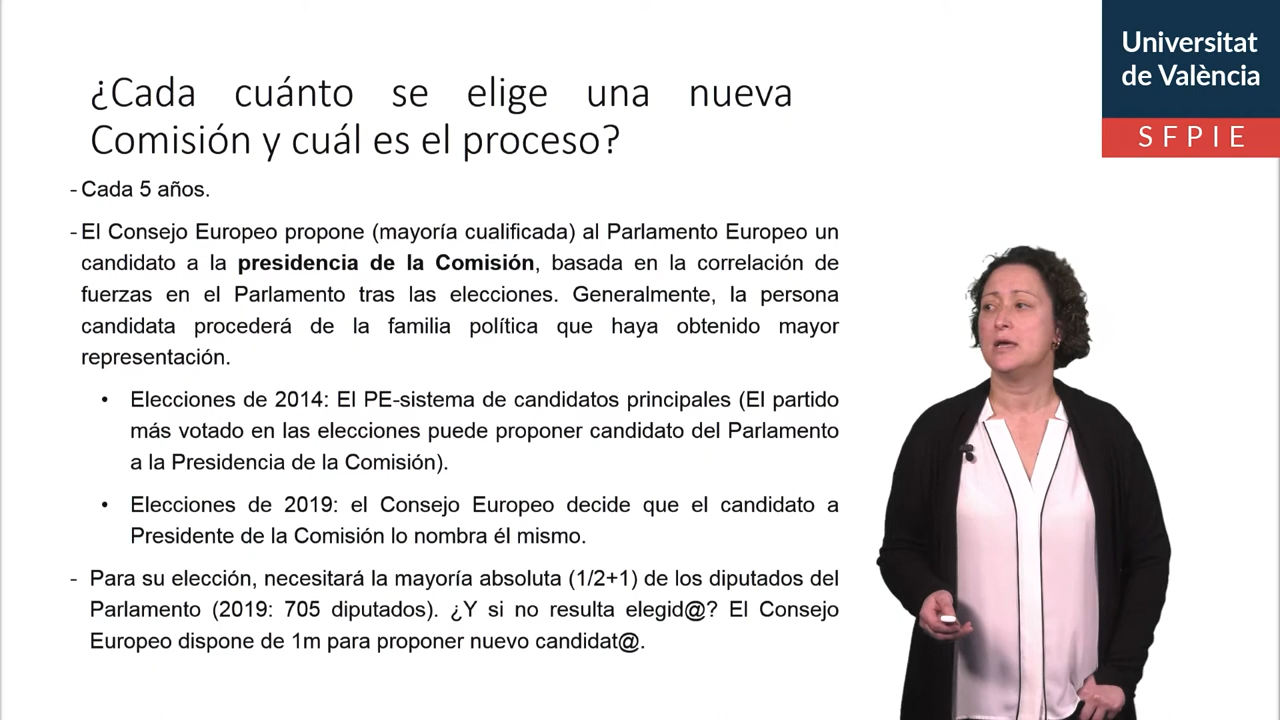 Universitat
de València
SFPIE
¿Cada cuánto se elige una nueva
Comisión y cuál es el proceso?
- Cada 5 años.
- El Consejo Europeo propone (mayoría cualificada) al Parlamento Europeo un
candidato a la presidencia de la Comisión, basada en la correlación de
fuerzas en el Parlamento tras las elecciones. Generalmente, la persona
candidata procederá de la familia política que haya obtenido mayor
representación.
• Elecciones de 2014: El PE-sistema de candidatos principales (El partido
más votado en las elecciones puede proponer candidato del Parlamento
a la Presidencia de la Comisión).
• Elecciones de 2019: el Consejo Europeo decide que el candidato a
Presidente de la Comisión lo nombra él mismo.
- Para su elección, necesitará la mayoría absoluta (1/2+1) de los diputados del
Parlamento (2019: 705 diputados). ¿Y si no resulta elegid@? El Consejo
Europeo dispone de 1m para proponer nuevo candidat@.